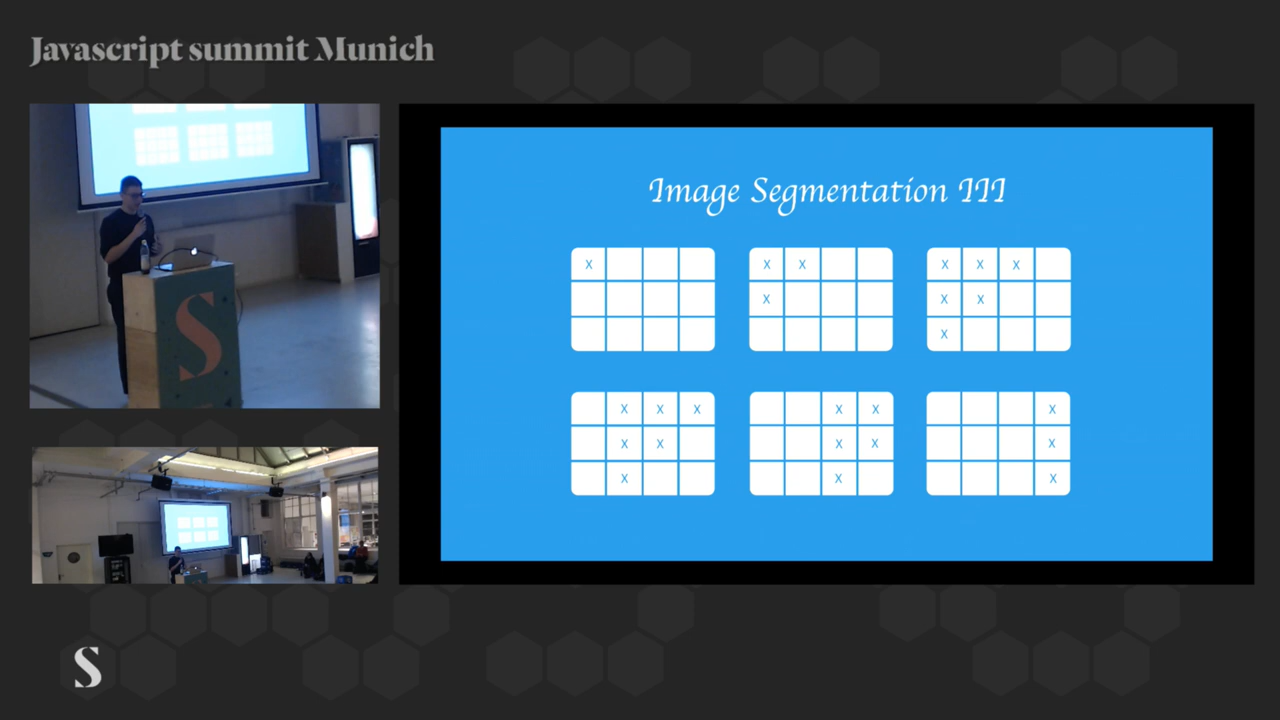 Javascript summit Munich
Image Segmentation III
X X X X X X
X X X
X
X X X X X X
X X X X X
X X X
S
S